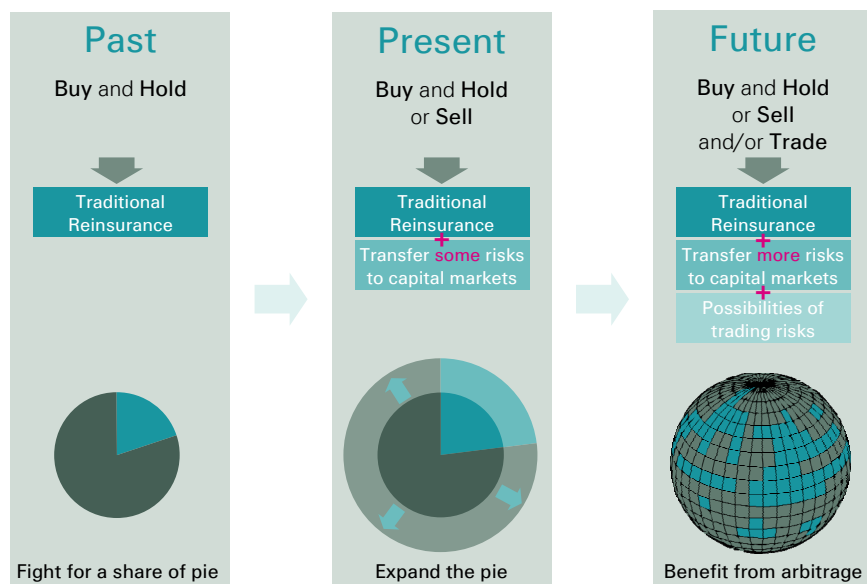 Past
Buy and Hold
Traditional
Reinsurance
Fight for a share of pie
Present
Buy and Hold
or Sell
Traditional
Reinsurance
+
Transfer some risks
to capital markets
Expand the pie
Future
Buy and Hold
or Sell
and/or Trade
Traditional
Reinsurance
+
Transfer more risks
to capital markets
+
Possibilities of
trading risks
Benefit from arbitrage